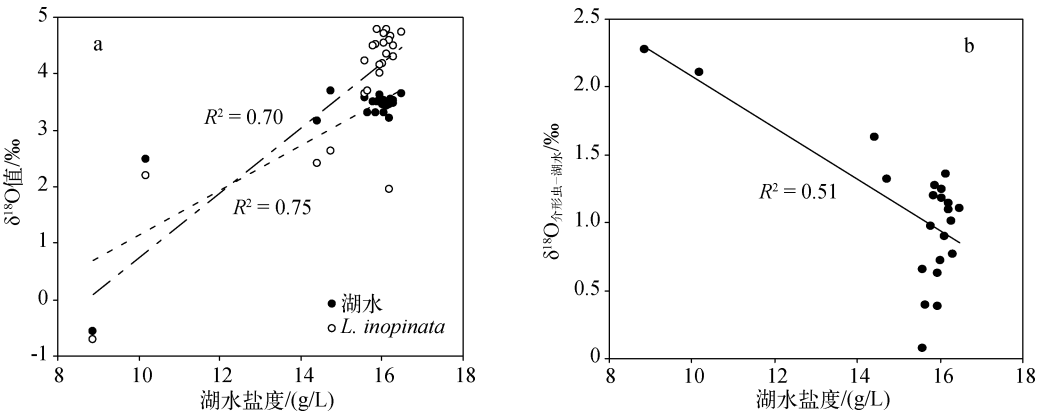 a
5
4
3
2
1
0
-1
δ¹⁸O值/‰
R² = 0.70
R² = 0.75
湖水
L. inopinata
8 10 12 14 16 18
湖水盐度/(g/L)
b
2.5
2.0
1.5
1.0
0.5
0
δ¹⁸O介形虫-湖水/‰
R² = 0.51
8 10 12 14 16 18
湖水盐度/(g/L)